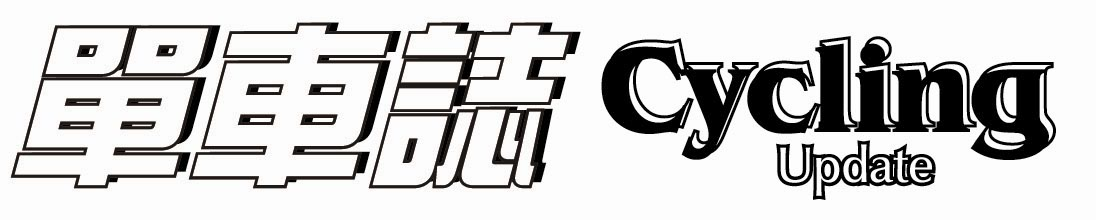 單車誌
Cycling
Update